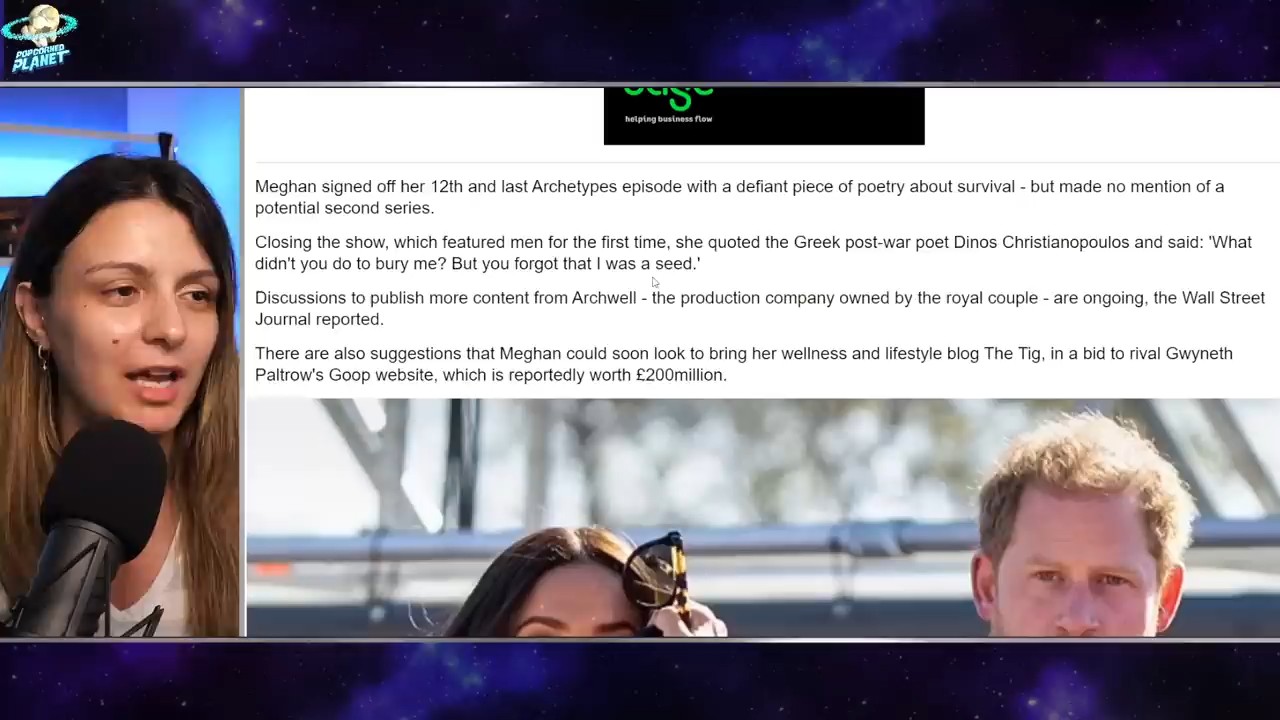 POPCORNED
PLANET
helping business flow
Meghan signed off her 12th and last Archetypes episode with a defiant piece of poetry about survival - but made no mention of a
potential second series.
Closing the show, which featured men for the first time, she quoted the Greek post-war poet Dinos Christianopoulos and said: 'What
didn't you do to bury me? But you forgot that I was a seed.'
Discussions to publish more content from Archwell - the production company owned by the royal couple - are ongoing, the Wall Street
Journal reported.
There are also suggestions that Meghan could soon look to bring her wellness and lifestyle blog The Tig, in a bid to rival Gwyneth
Paltrow's Goop website, which is reportedly worth £200million.